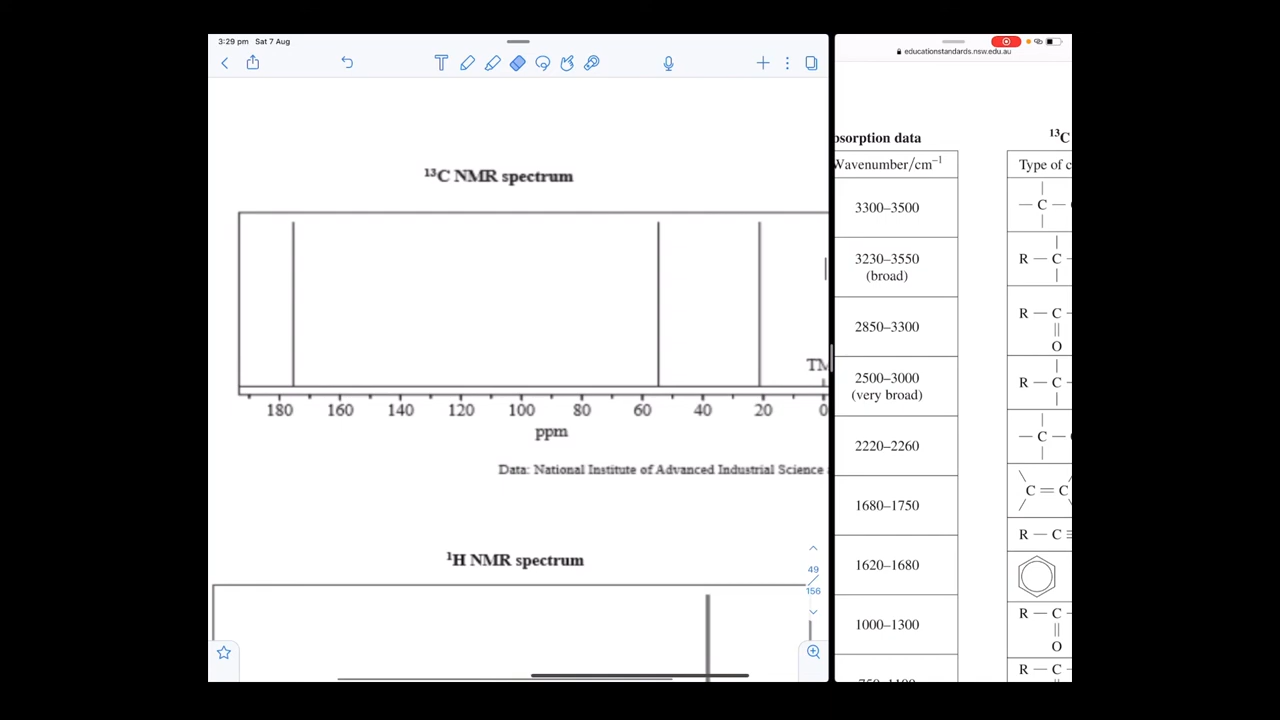 3:29 pm Sat 7 Aug
educationstandards.nsw.edu.au
¹³C NMR spectrum
180 160 140 120 100 80 60 40 20 0
ppm
Data: National Institute of Advanced Industrial Science
¹H NMR spectrum
49
156
absorption data
Wavenumber/cm⁻¹
3300–3500
3230–3550
(broad)
2850–3300
2500–3000
(very broad)
2220–2260
1680–1750
1620–1680
1000–1300
¹³C
Type of c
— C —
R — C
R — C
O
R — C
— C —
C = C
R — C ≡
R — C
O
R — C